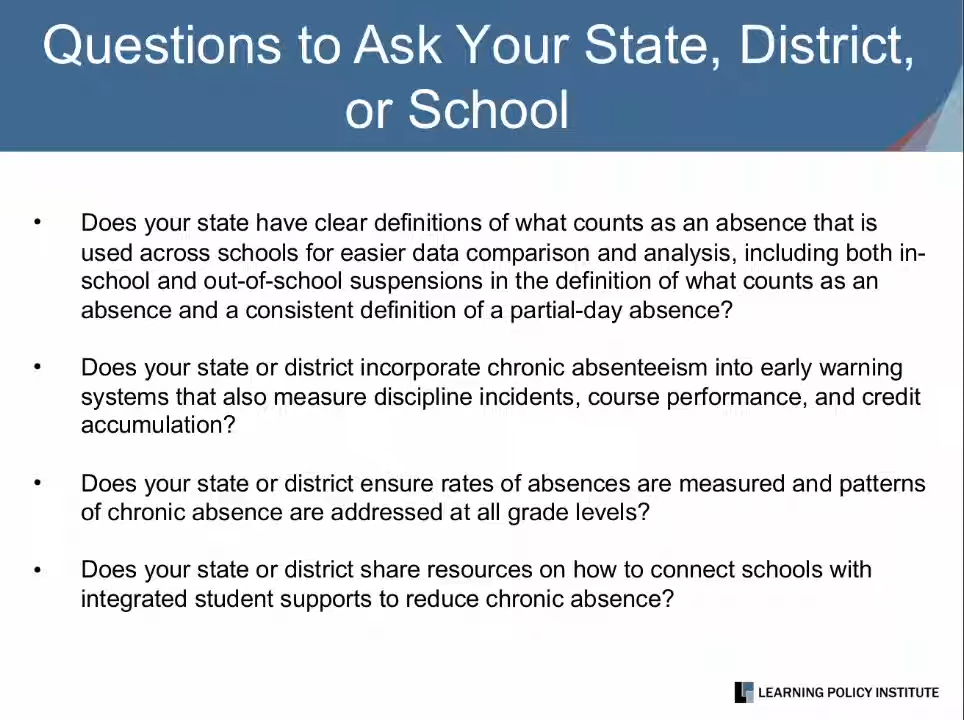 Questions to Ask Your State, District,
or School
• Does your state have clear definitions of what counts as an absence that is
used across schools for easier data comparison and analysis, including both in-
school and out-of-school suspensions in the definition of what counts as an
absence and a consistent definition of a partial-day absence?
• Does your state or district incorporate chronic absenteeism into early warning
systems that also measure discipline incidents, course performance, and credit
accumulation?
• Does your state or district ensure rates of absences are measured and patterns
of chronic absence are addressed at all grade levels?
• Does your state or district share resources on how to connect schools with
integrated student supports to reduce chronic absence?
LEARNING POLICY INSTITUTE